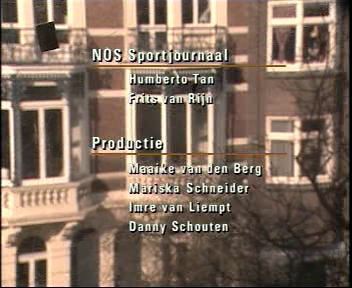 NOS Sportjournaal
Humberto Tan
Frits van Rijn
Productie
Maaike van den Berg
Mariska Schneider
Imre van Liempt
Danny Schouten